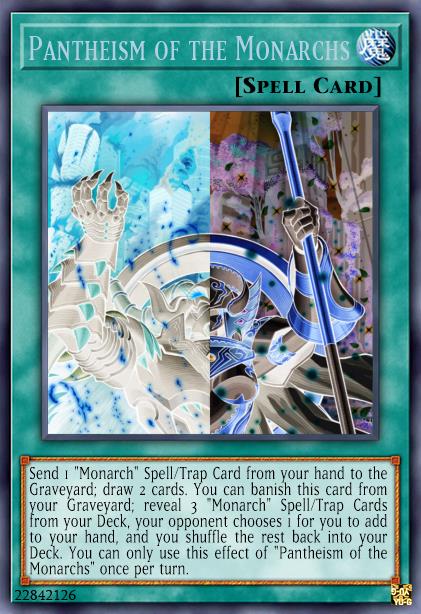 Pantheism of the Monarchs 魔
[Spell Card]
Send 1 "Monarch" Spell/Trap Card from your hand to the
Graveyard; draw 2 cards. You can banish this card from
your Graveyard; reveal 3 "Monarch" Spell/Trap Cards
from your Deck, your opponent chooses 1 for you to add
to your hand, and you shuffle the rest back into your
Deck. You can only use this effect of "Pantheism of the
Monarchs" once per turn.
22842126